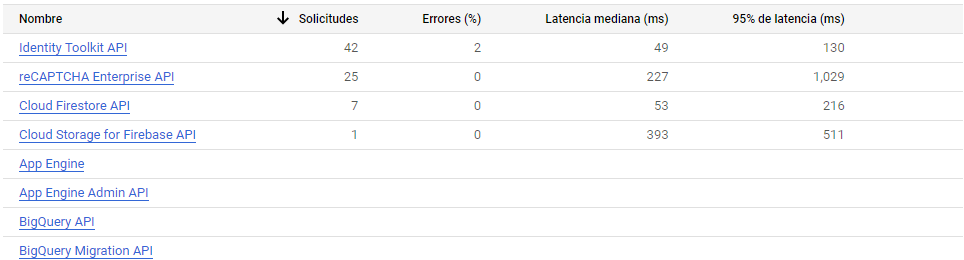 Nombre Solicitudes Errores (%) Latencia mediana (ms) 95% de latencia (ms)
Identity Toolkit API 42 2 49 130
reCAPTCHA Enterprise API 25 0 227 1,029
Cloud Firestore API 7 0 53 216
Cloud Storage for Firebase API 1 0 393 511
App Engine
App Engine Admin API
BigQuery API
BigQuery Migration API